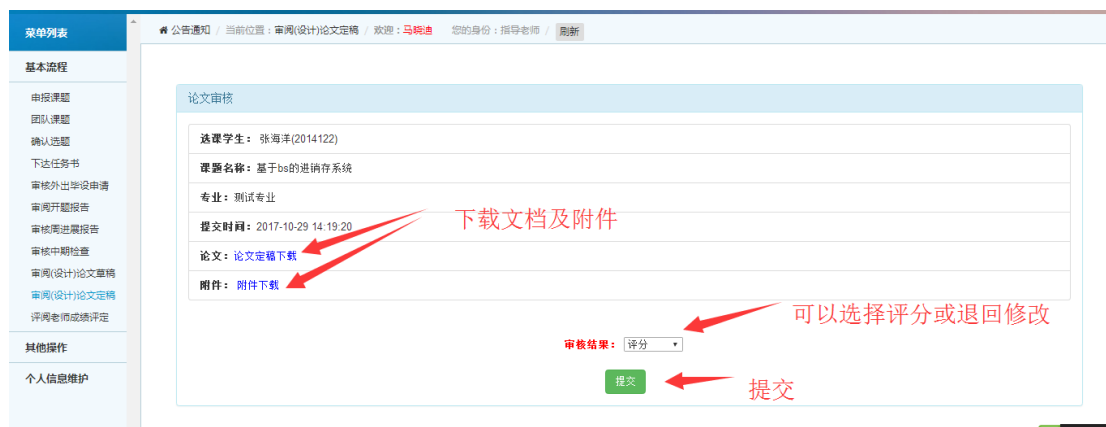 菜单列表
公告通知 / 当前位置：审阅(设计)论文定稿 / 欢迎：马晓迪 您的身份：指导老师 / 刷新
基本流程
申报课题
团队课题
确认选题
下达任务书
审核外出毕设申请
审阅开题报告
审核周进展报告
审核中期检查
审阅(设计)论文草稿
审阅(设计)论文定稿
评阅老师成绩评定
其他操作
个人信息维护
论文审核
选课学生： 张海洋(2014122)
课题名称：基于bs的进销存系统
专业：测试专业
提交时间：2017-10-29 14:19:20
论文：论文定稿下载
附件： 附件下载
下载文档及附件
可以选择评分或退回修改
审核结果： 评分
提交
提交